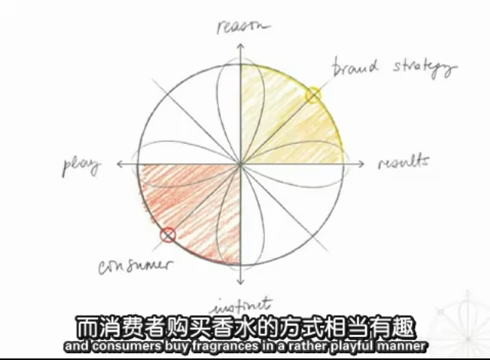 reason
brand strategy
play
results
consumer
instinct
而消费者购买香水的方式相当有趣
and consumers buy fragrances in a rather playful manner